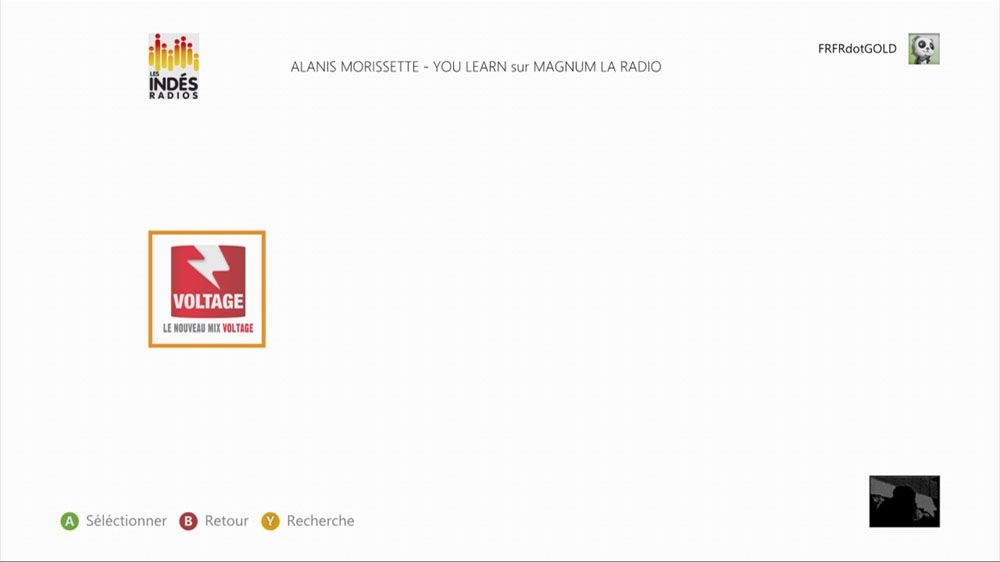 LES
INDÉS
RADIOS
ALANIS MORISSETTE - YOU LEARN sur MAGNUM LA RADIO
FRFRdotGOLD
VOLTAGE
LE NOUVEAU MIX VOLTAGE
A Séléctionner B Retour Y Recherche